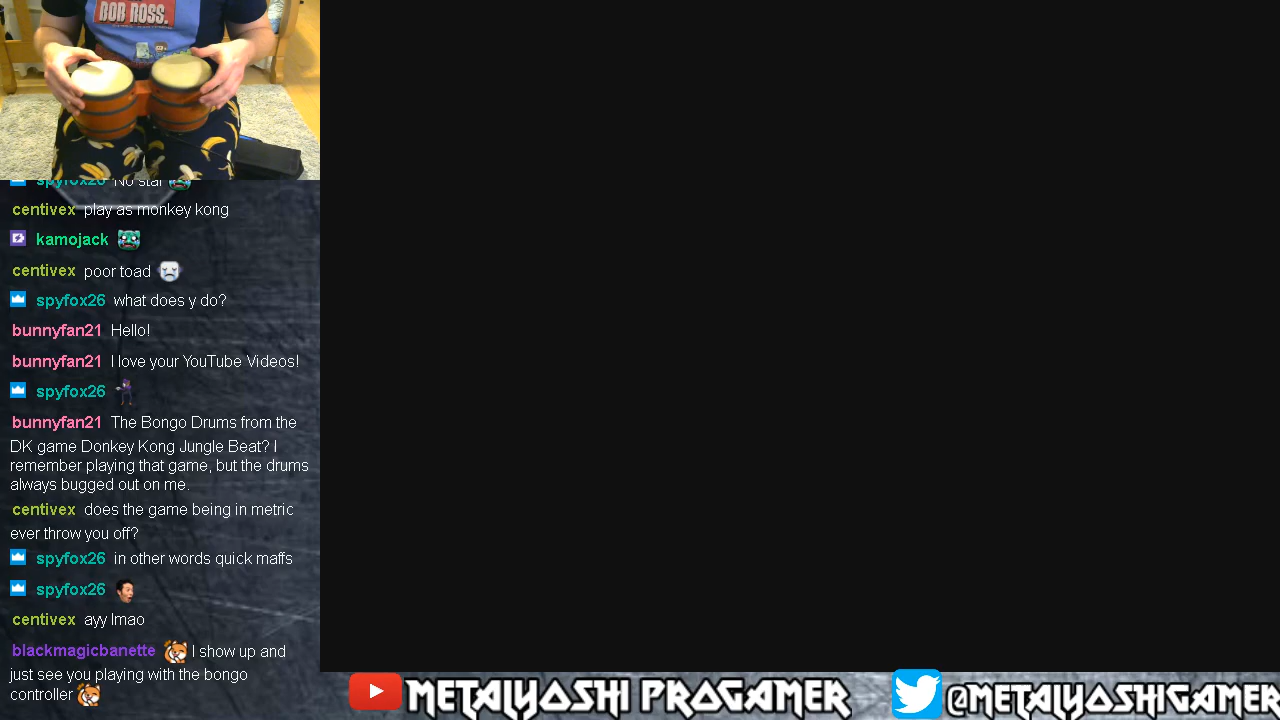 BOB ROSS.
spyfox26 No star
centivex play as monkey kong
kamojack
centivex poor toad
spyfox26 what does y do?
bunnyfan21 Hello!
bunnyfan21 I love your YouTube Videos!
spyfox26
bunnyfan21 The Bongo Drums from the
DK game Donkey Kong Jungle Beat? I
remember playing that game, but the drums
always bugged out on me.
centivex does the game being in metric
ever throw you off?
spyfox26 in other words quick maffs
spyfox26
centivex ayy lmao
blackmagicbanette I show up and
just see you playing with the bongo
controller
METALYOSHI PROGAMER
@METALYOSHIGAMER